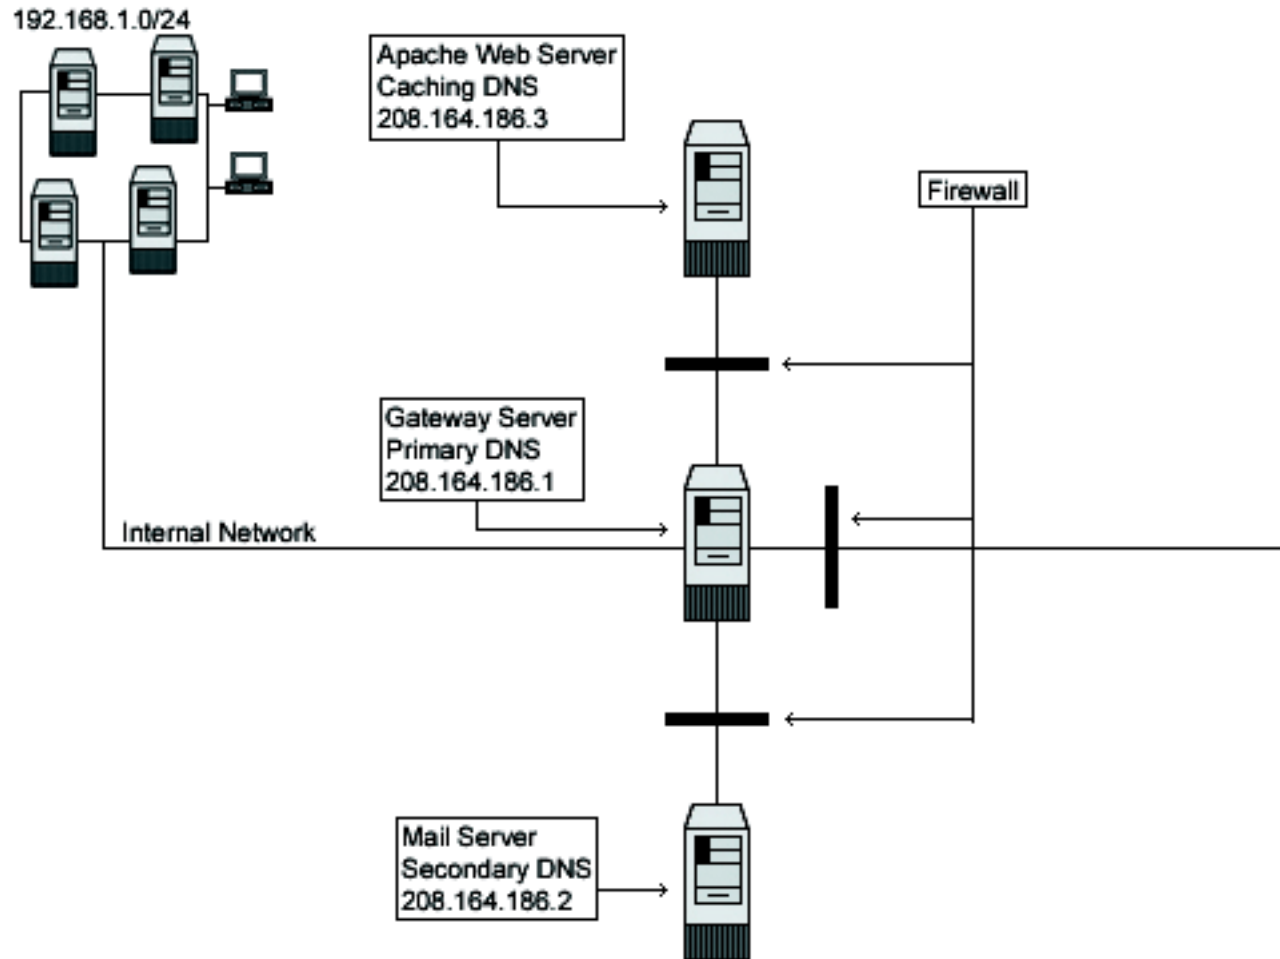 192.168.1.0/24
Apache Web Server
Caching DNS
208.164.186.3
Firewall
Gateway Server
Primary DNS
208.164.186.1
Internal Network
Mail Server
Secondary DNS
208.164.186.2